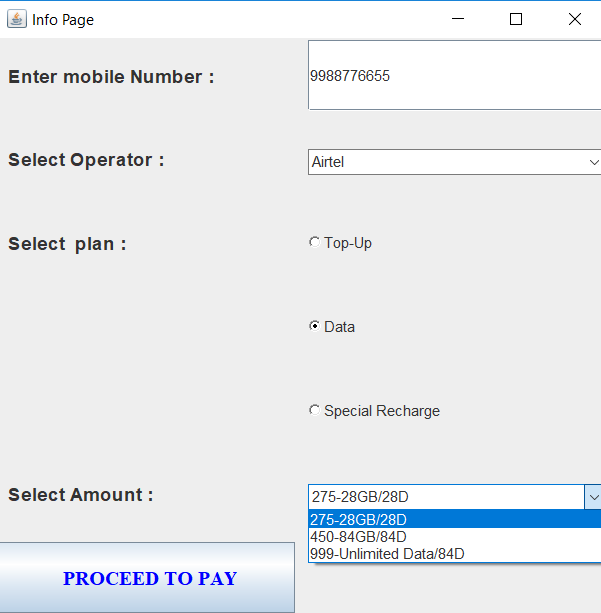 Info Page
Enter mobile Number :
9988776655
Select Operator :
Airtel
Select plan :
Top-Up
Data
Special Recharge
Select Amount :
275-28GB/28D
275-28GB/28D
450-84GB/84D
999-Unlimited Data/84D
PROCEED TO PAY